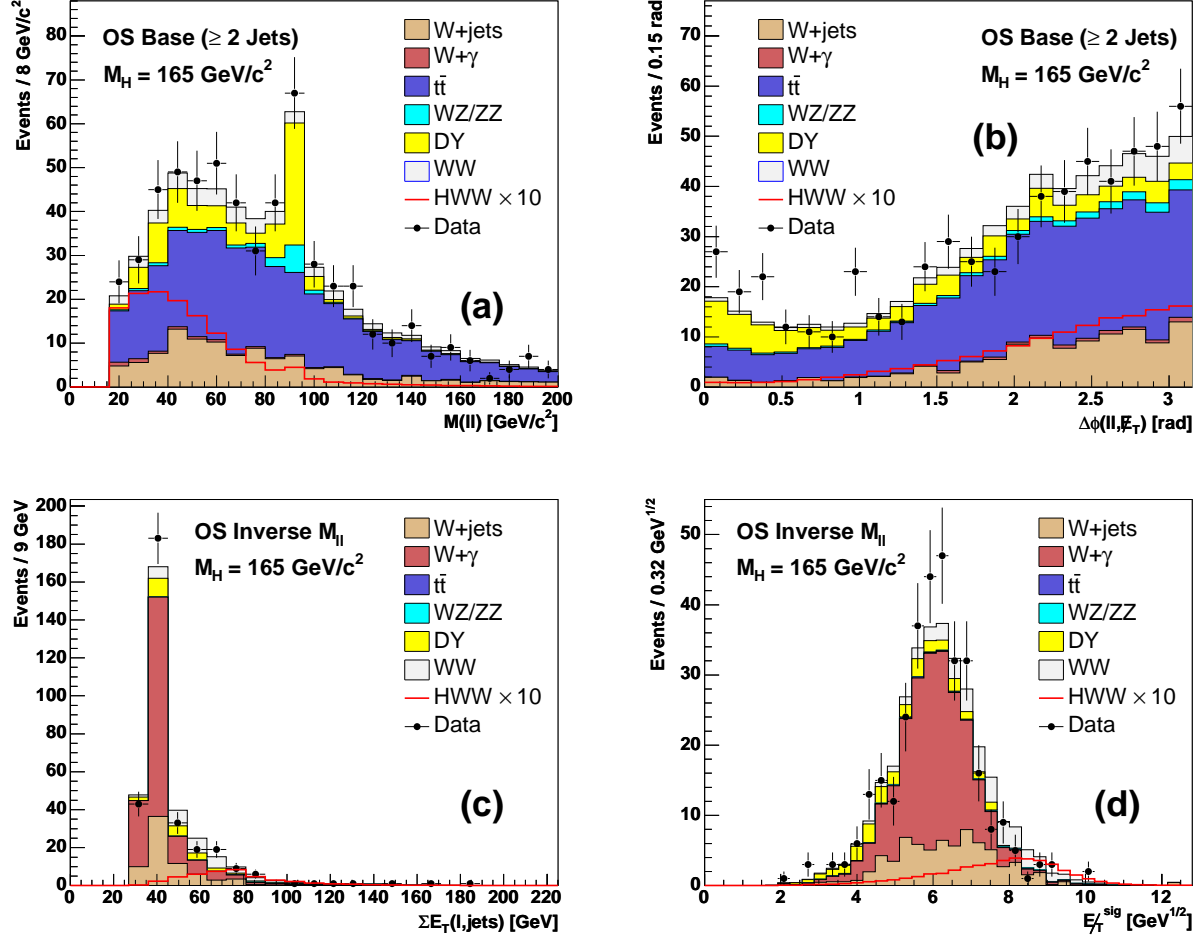 Events / 8 GeV/c²
80
70
60
50
40
30
20
10
0
OS Base (≥ 2 Jets)
M_H = 165 GeV/c²
W+jets
W+γ
tt̄
WZ/ZZ
DY
WW
HWW × 10
Data
(a)
0 20 40 60 80 100 120 140 160 180 200
M(ll) [GeV/c²]
Events / 0.15 rad
70
60
50
40
30
20
10
0
W+jets
W+γ
tt̄
WZ/ZZ
DY
WW
HWW × 10
Data
OS Base (≥ 2 Jets)
M_H = 165 GeV/c²
(b)
0 0.5 1 1.5 2 2.5 3
Δϕ(ll,E̸_T) [rad]
Events / 9 GeV
200
180
160
140
120
100
80
60
40
20
0
OS Inverse M_ll
M_H = 165 GeV/c²
W+jets
W+γ
tt̄
WZ/ZZ
DY
WW
HWW × 10
Data
(c)
0 20 40 60 80 100 120 140 160 180 200 220
ΣE_T(l,jets) [GeV]
Events / 0.32 GeV^1/2
50
40
30
20
10
0
OS Inverse M_ll
M_H = 165 GeV/c²
W+jets
W+γ
tt̄
WZ/ZZ
DY
WW
HWW × 10
Data
(d)
0 2 4 6 8 10 12
E̸_T^sig [GeV^1/2]